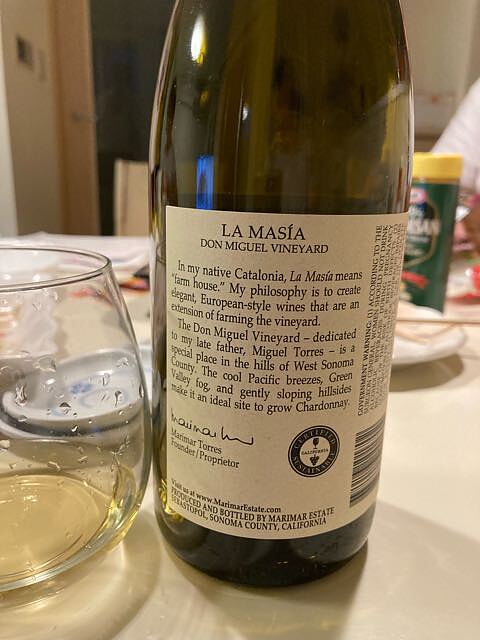 LA MASÍA
DON MIGUEL VINEYARD
In my native Catalonia, La Masía means
"farm house." My philosophy is to create
elegant, European-style wines that are an
extension of farming the vineyard.
The Don Miguel Vineyard – dedicated
to my late father, Miguel Torres – is a
special place in the hills of West Sonoma
County. The cool Pacific breezes, Green
Valley fog, and gently sloping hillsides
make it an ideal site to grow Chardonnay.
Marimar Torres
Founder/Proprietor
CERTIFIED
CALIFORNIA
SUSTAINABLE
Visit us at www.MarimarEstate.com
PRODUCED AND BOTTLED BY MARIMAR ESTATE
SEBASTOPOL, SONOMA COUNTY, CALIFORNIA
GOVERNMENT WARNING: (1) ACCORDING TO THE